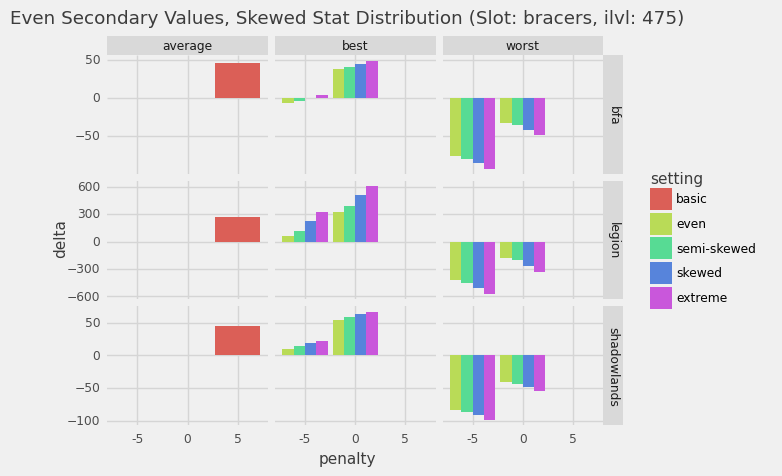 Even Secondary Values, Skewed Stat Distribution (Slot: bracers, ilvl: 475)
average best worst
50
0
−50
bfa
600
300
0
−300
−600
legion
50
0
−50
−100
shadowlands
delta
-5 0 5 -5 0 5 -5 0 5
penalty
setting
basic
even
semi-skewed
skewed
extreme